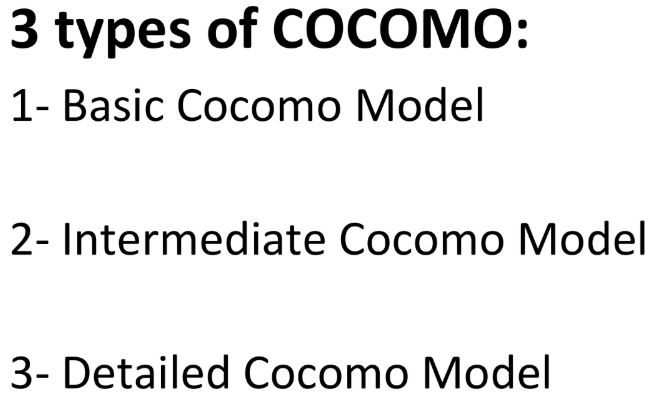 3 types of COCOMO:
1- Basic Cocomo Model
2- Intermediate Cocomo Model
3- Detailed Cocomo Model